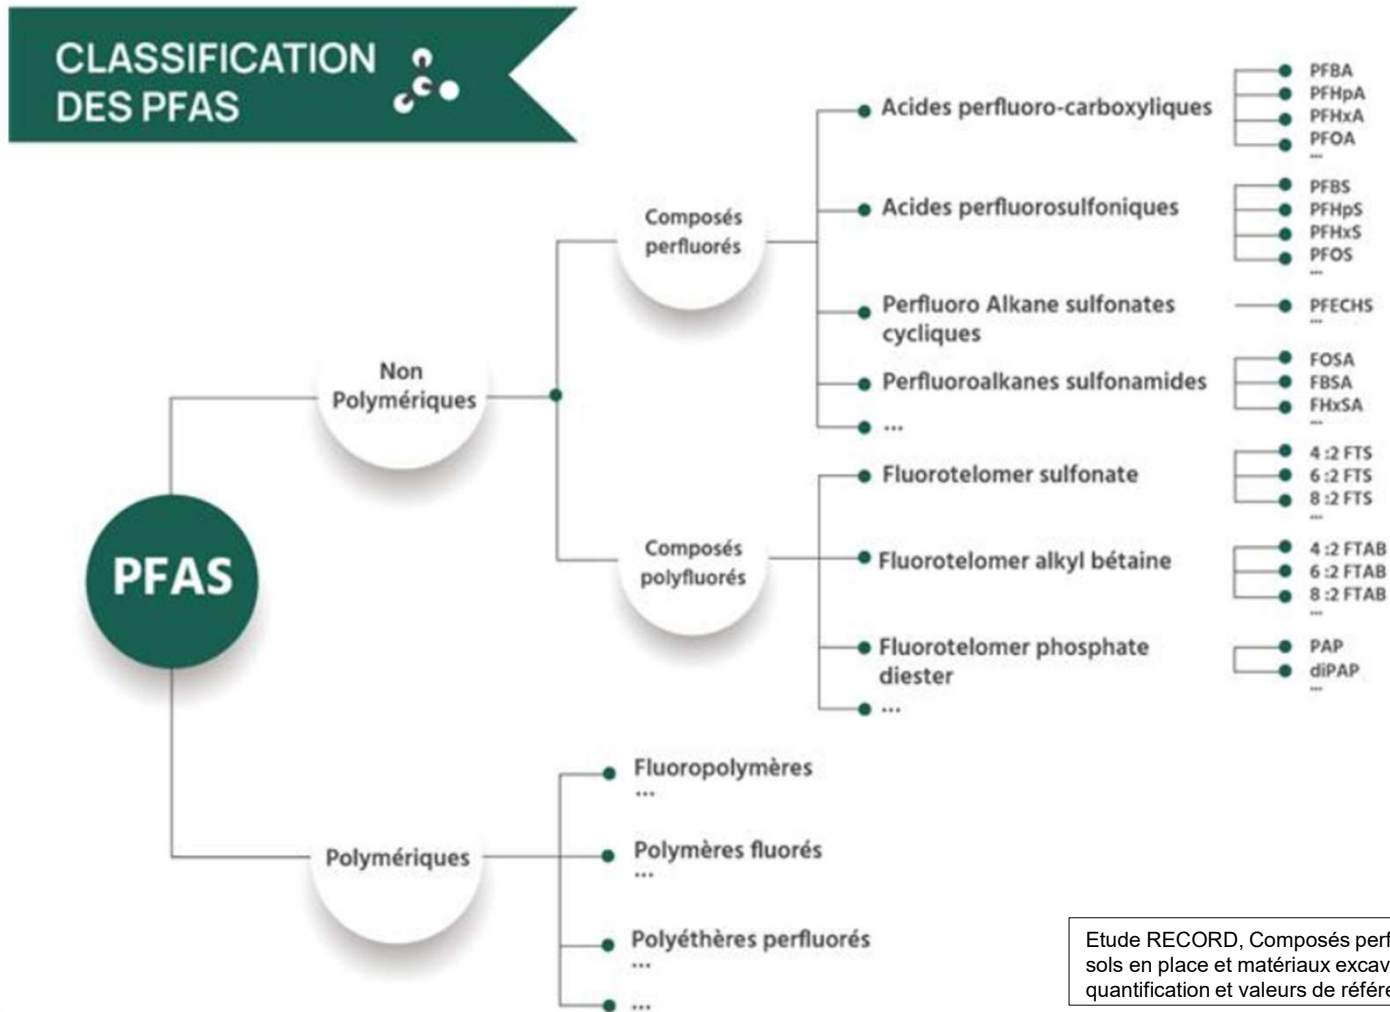 CLASSIFICATION
DES PFAS
PFAS
Non
Polymériques
Composés
perfluorés
Acides perfluoro-carboxyliques
PFBA
PFHpA
PFHxA
PFOA
...
Acides perfluorosulfoniques
PFBS
PFHpS
PFHxS
PFOS
...
Perfluoro Alkane sulfonates
cycliques
PFECHS
...
Perfluoroalkanes sulfonamides
FOSA
FBSA
FHxSA
...
...
Composés
polyfluorés
Fluorotelomer sulfonate
4 :2 FTS
6 :2 FTS
8 :2 FTS
...
Fluorotelomer alkyl bétaine
4 :2 FTAB
6 :2 FTAB
8 :2 FTAB
...
Fluorotelomer phosphate
diester
PAP
diPAP
...
...
Polymériques
Fluoropolymères
...
Polymères fluorés
...
Polyéthères perfluorés
...
...
Etude RECORD, Composés perf
sols en place et matériaux excav
quantification et valeurs de référe